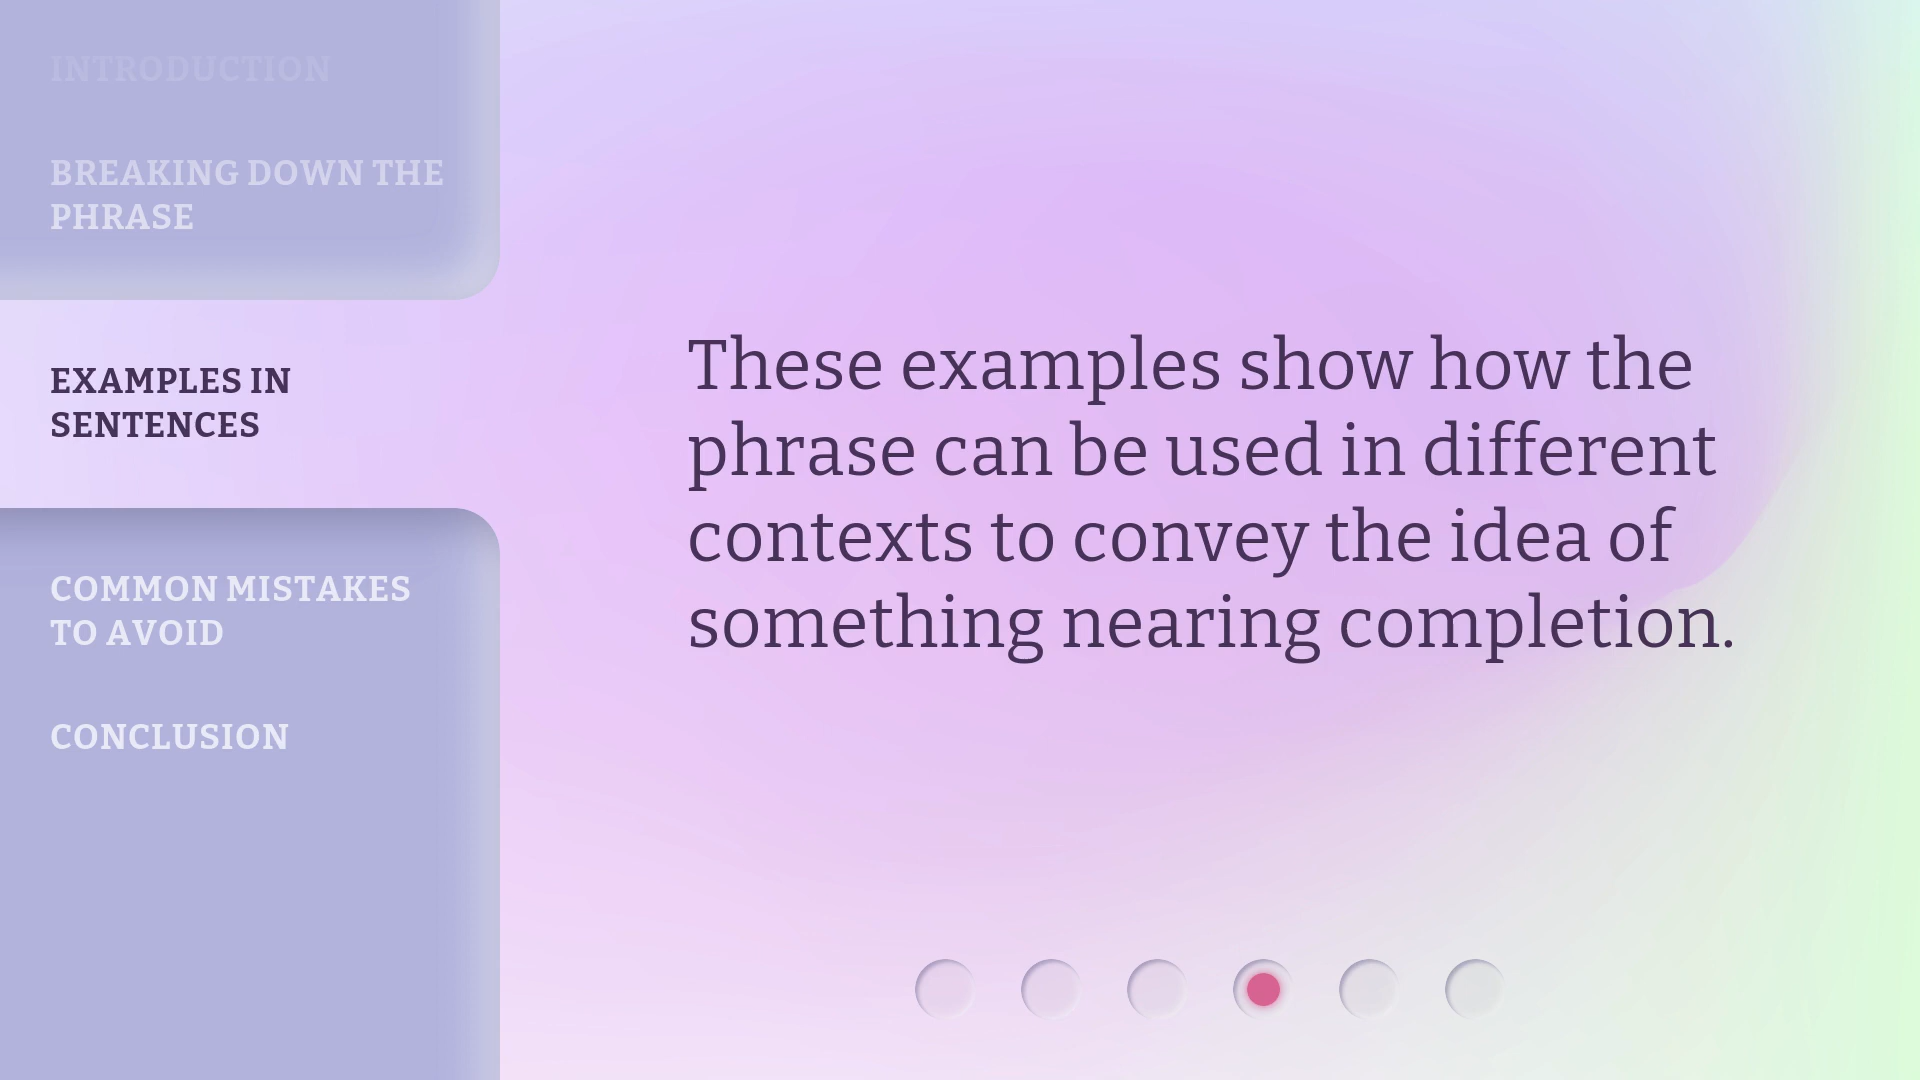 INTRODUCTION
BREAKING DOWN THE
PHRASE
EXAMPLES IN
SENTENCES
COMMON MISTAKES
TO AVOID
CONCLUSION
These examples show how the
phrase can be used in different
contexts to convey the idea of
something nearing completion.